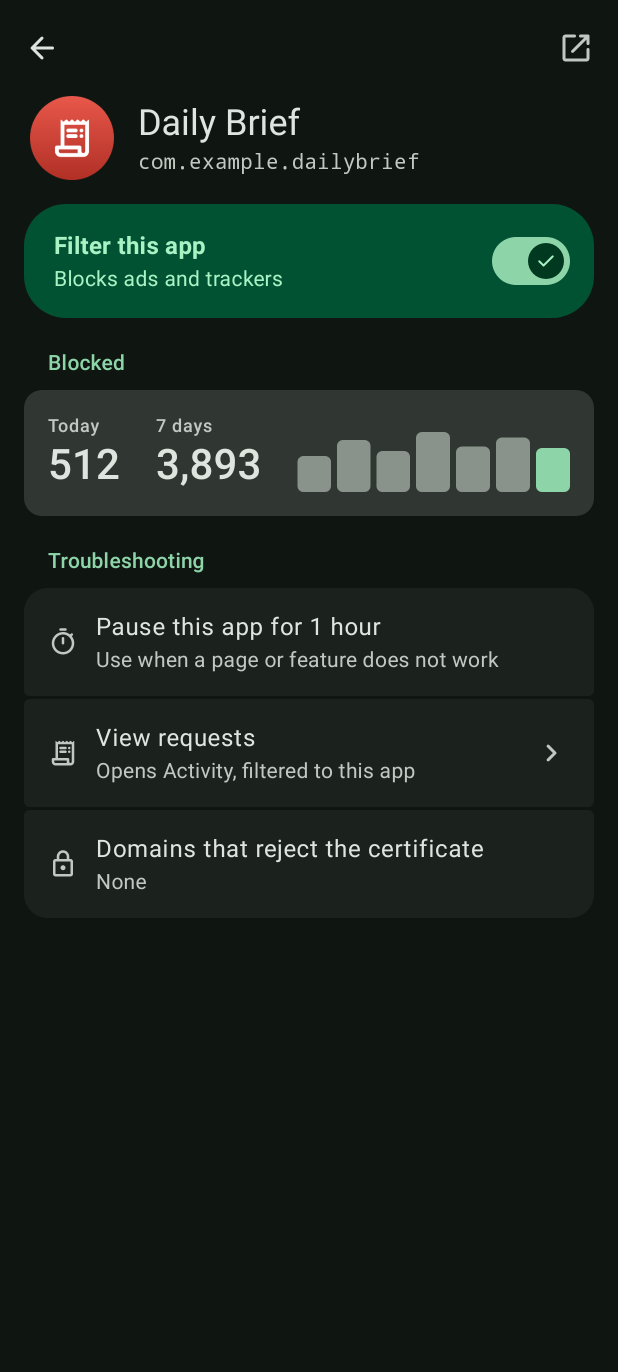 Daily Brief
com.example.dailybrief
Filter this app
Blocks ads and trackers
Blocked
Today
512
7 days
3,893
Troubleshooting
Pause this app for 1 hour
Use when a page or feature does not work
View requests
Opens Activity, filtered to this app
Domains that reject the certificate
None